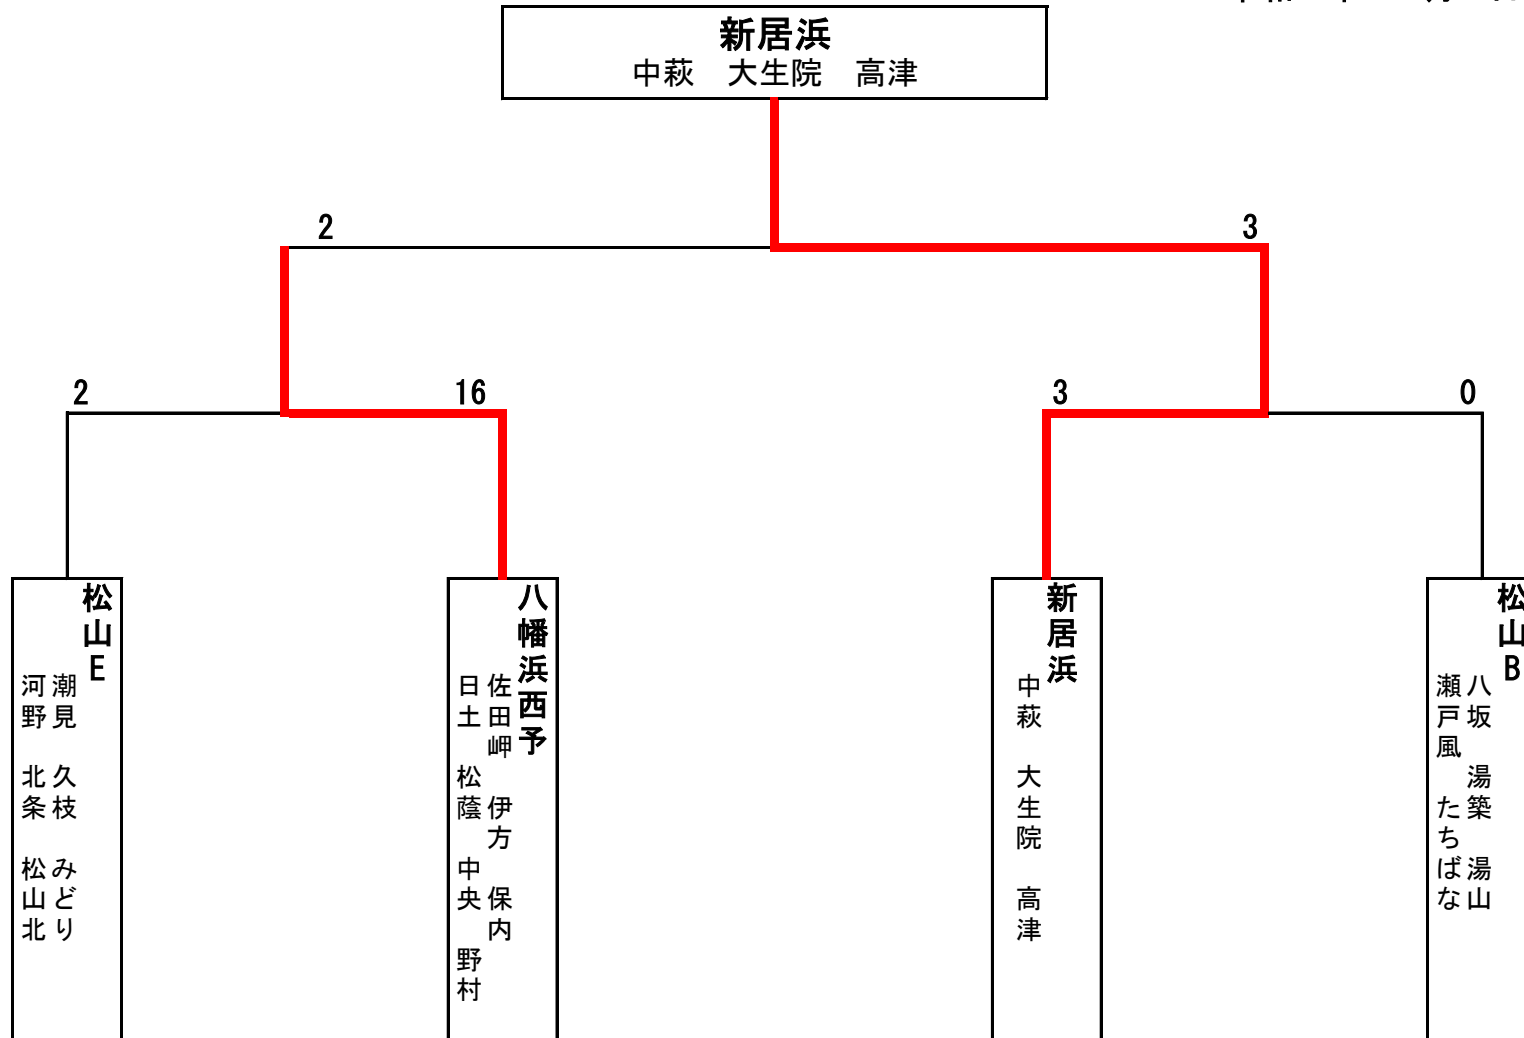 新居浜
中萩　大生院　高津
2
3
2
16
3
0
松山E
潮見　久枝　みどり
河野　北条　松山北
八幡浜西予
佐田岬　伊方　保内
日土　松蔭　中央　野村
新居浜
中萩　大生院　高津
松山B
八坂　湯築　湯山
瀬戸風　たちばな